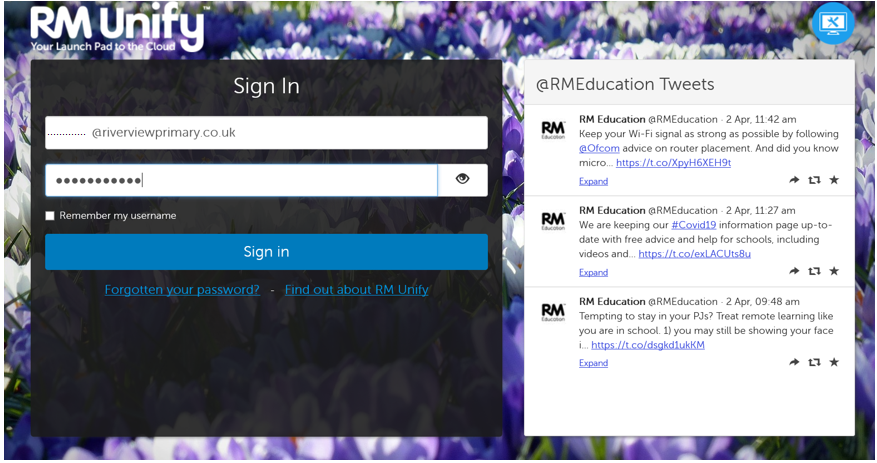 RM Unify™
Your Launch Pad to the Cloud
Sign In
............. @riverviewprimary.co.uk
●●●●●●●●●●●
Remember my username
Sign in
Forgotten your password? - Find out about RM Unify
@RMEducation Tweets
RM
Education
RM Education @RMEducation · 2 Apr, 11:42 am
Keep your Wi-Fi signal as strong as possible by following
@Ofcom advice on router placement. And did you know
micro... https://t.co/XpyH6XEH9t
Expand
RM
Education
RM Education @RMEducation · 2 Apr, 11:27 am
We are keeping our #Covid19 information page up-to-
date with free advice and help for schools, including
videos and... https://t.co/exLACUts8u
Expand
RM
Education
RM Education @RMEducation · 2 Apr, 09:48 am
Tempting to stay in your PJs? Treat remote learning like
you are in school. 1) you may still be showing your face
i... https://t.co/dsgkd1ukKM
Expand